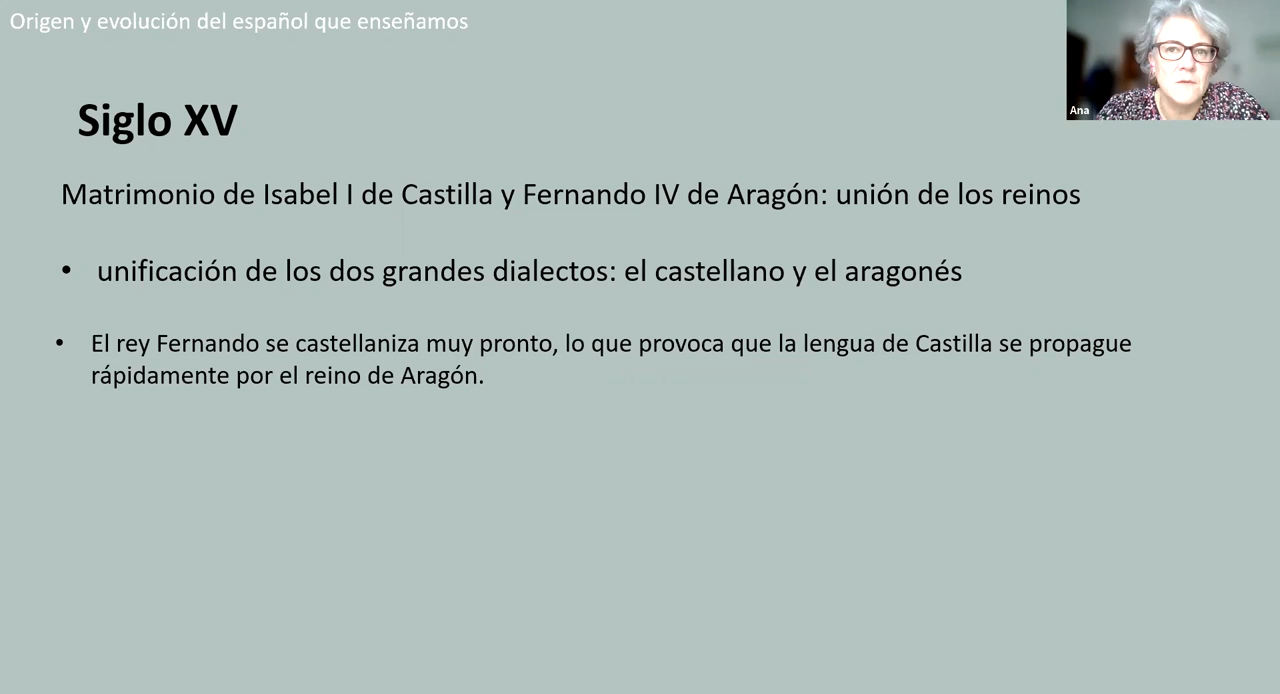 Origen y evolución del español que enseñamos
Ana
Siglo XV
Matrimonio de Isabel I de Castilla y Fernando IV de Aragón: unión de los reinos
• unificación de los dos grandes dialectos: el castellano y el aragonés
• El rey Fernando se castellaniza muy pronto, lo que provoca que la lengua de Castilla se propague
rápidamente por el reino de Aragón.